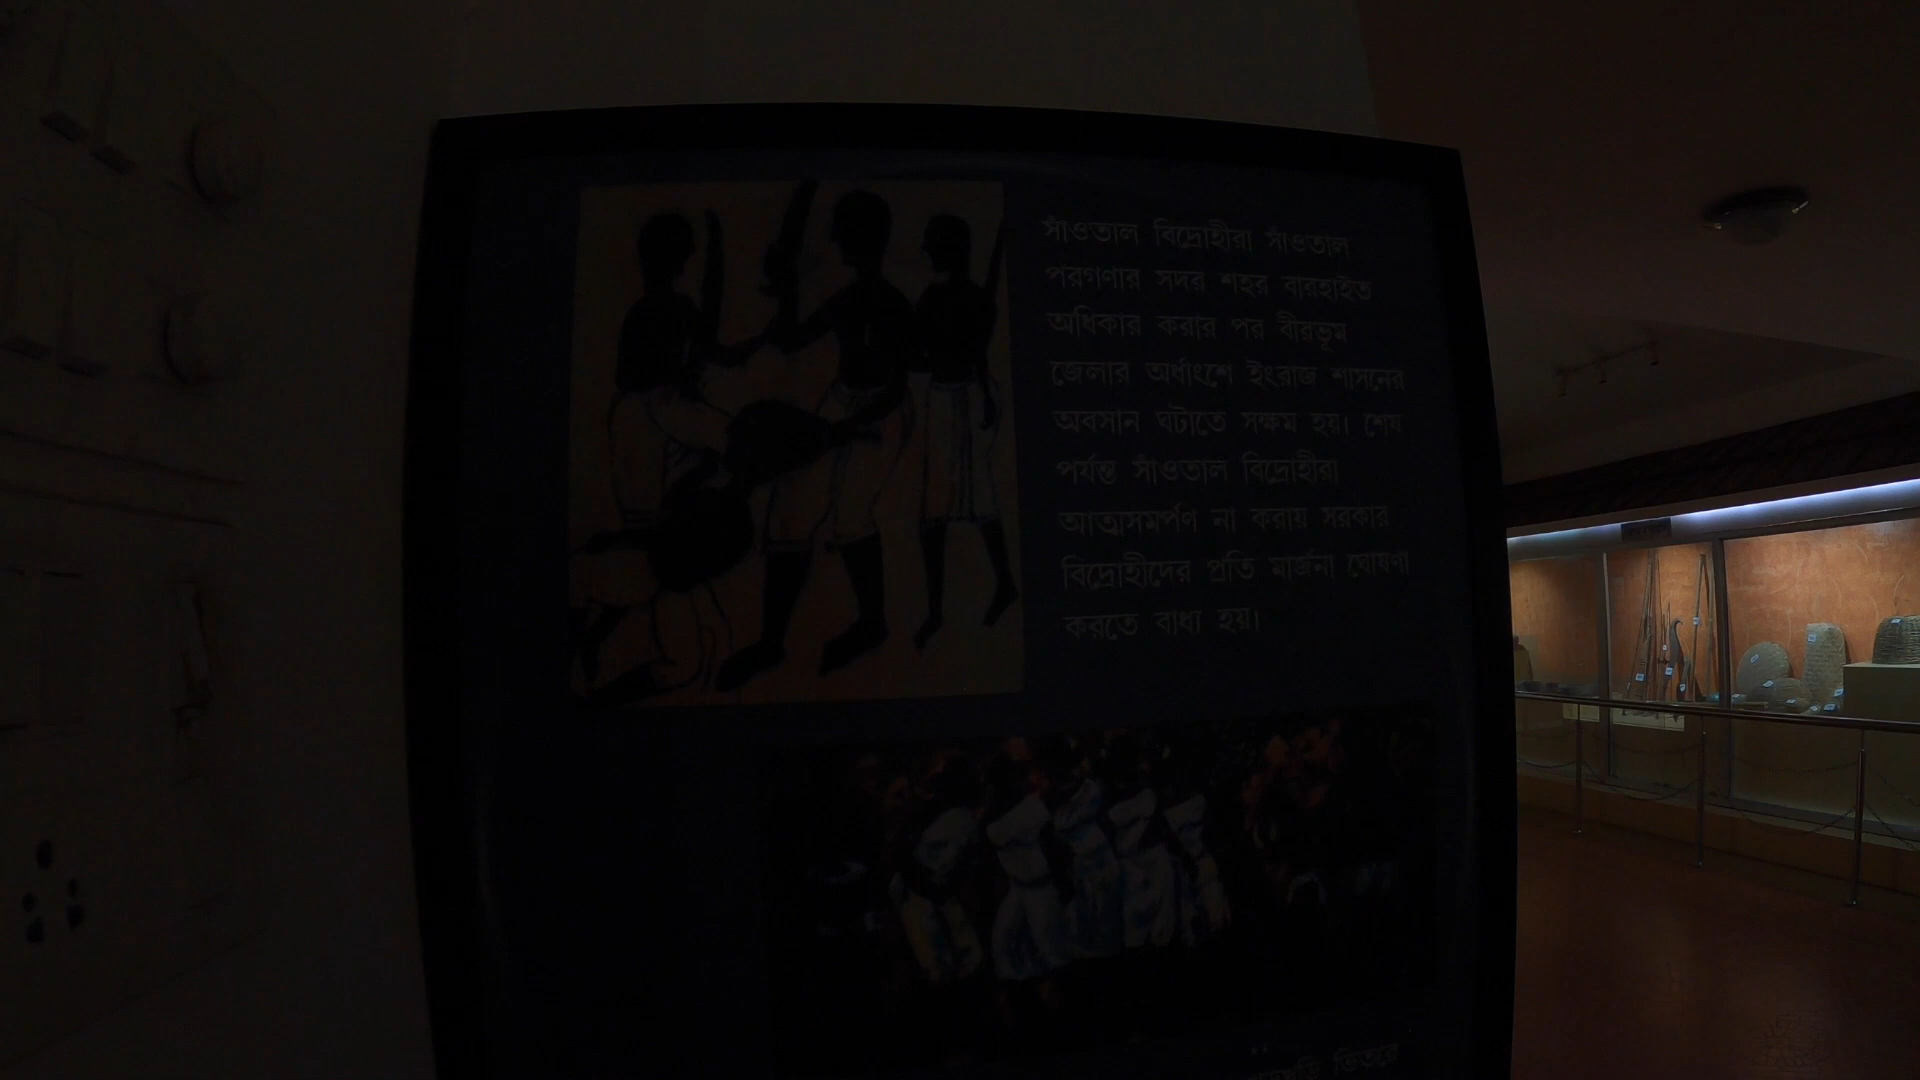 সাঁওতাল বিদ্রোহীরা সাঁওতাল
পরগণার সদর শহর বারহাইত
অধিকার করার পর বীরভূম
জেলার অর্ধাংশে ইংরাজ শাসনের
অবসান ঘটাতে সক্ষম হয়। শেষ
পর্যন্ত সাঁওতাল বিদ্রোহীরা
আত্মসমর্পণ না করায় সরকার
বিদ্রোহীদের প্রতি মার্জনা ঘোষণা
করতে বাধ্য হয়।
ভিতরে